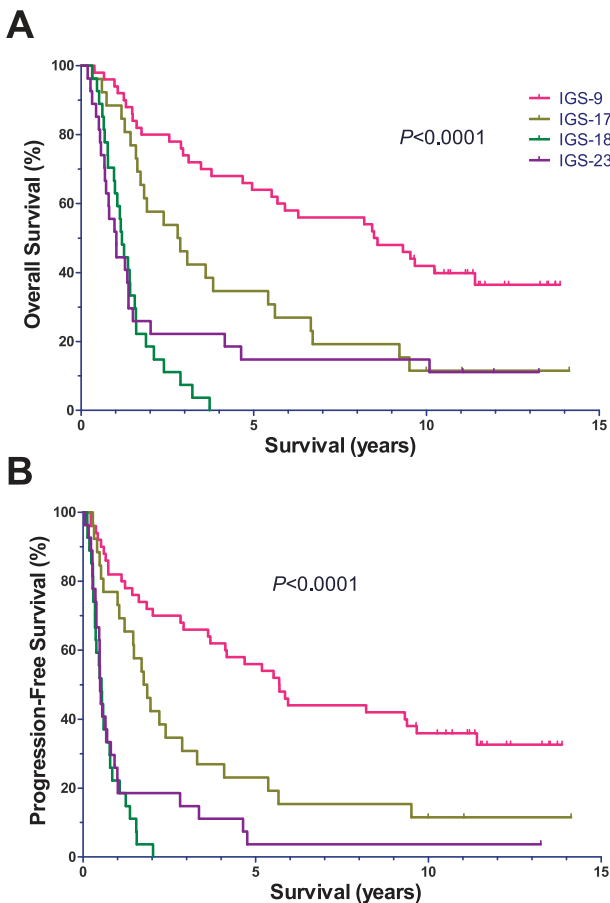 A
Overall Survival (%)
100
80
60
40
20
0
P<0.0001
IGS-9
IGS-17
IGS-18
IGS-23
0 5 10 15
Survival (years)
B
Progression-Free Survival (%)
100
80
60
40
20
0
P<0.0001
0 5 10 15
Survival (years)